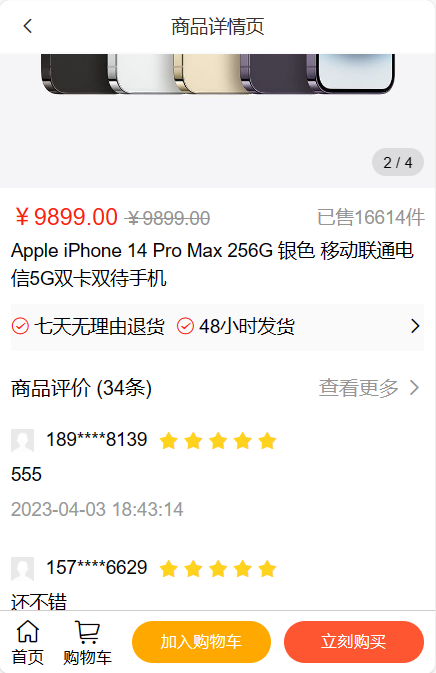 商品详情页
2 / 4
￥9899.00 ￥9899.00 已售16614件
Apple iPhone 14 Pro Max 256G 银色 移动联通电
信5G双卡双待手机
七天无理由退货 48小时发货
商品评价 (34条) 查看更多
189****8139
555
2023-04-03 18:43:14
157****6629
还不错
首页 购物车 加入购物车 立刻购买